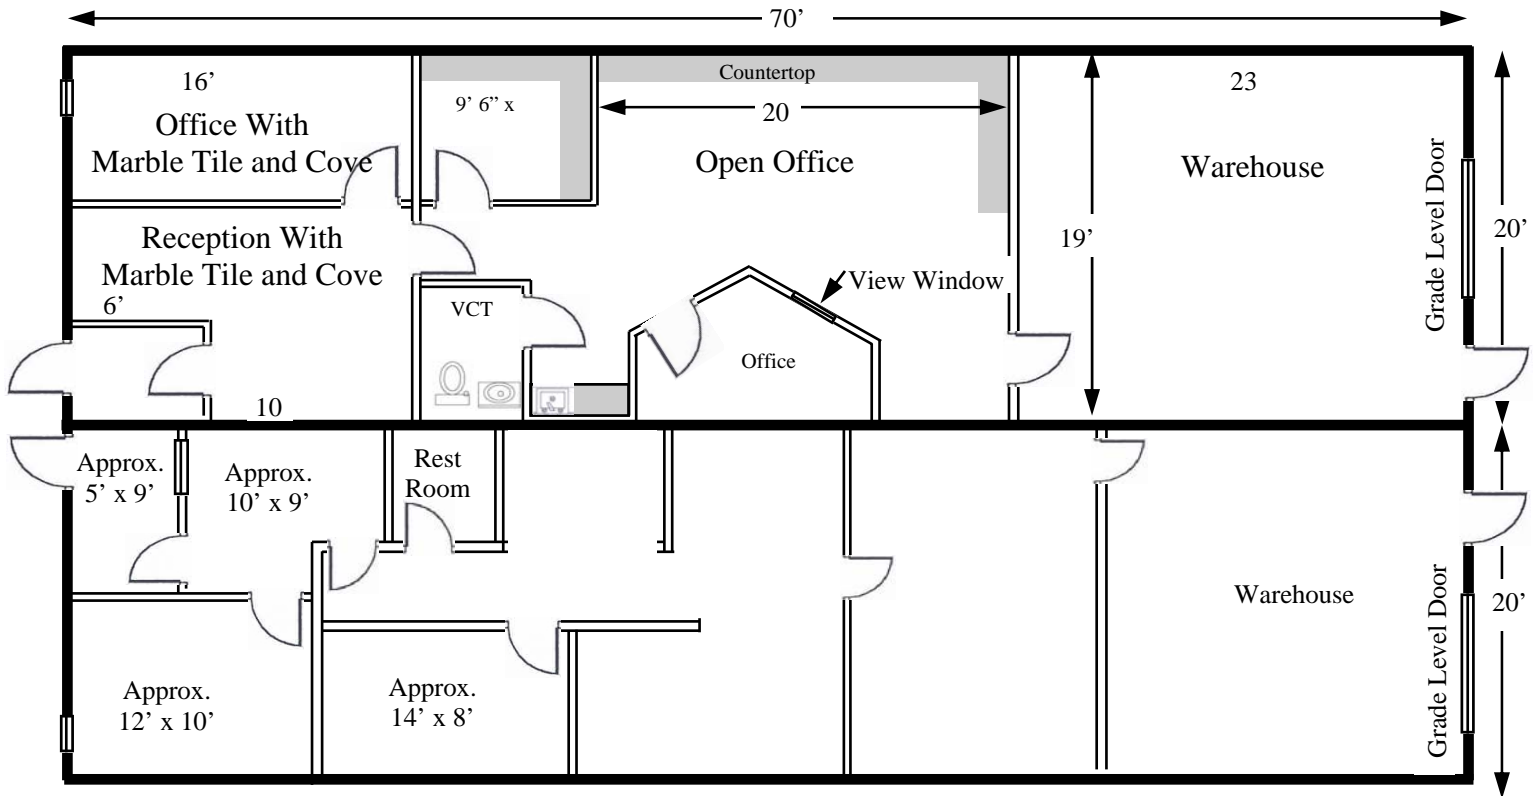 70’
16’
Office With
Marble Tile and Cove
9’ 6” x
Countertop
20
Open Office
23
Warehouse
Grade Level Door
20’
19’
Reception With
Marble Tile and Cove
6’
VCT
View Window
Office
10
Approx.
5’ x 9’
Approx.
10’ x 9’
Rest
Room
Warehouse
Grade Level Door
20’
Approx.
12’ x 10’
Approx.
14’ x 8’